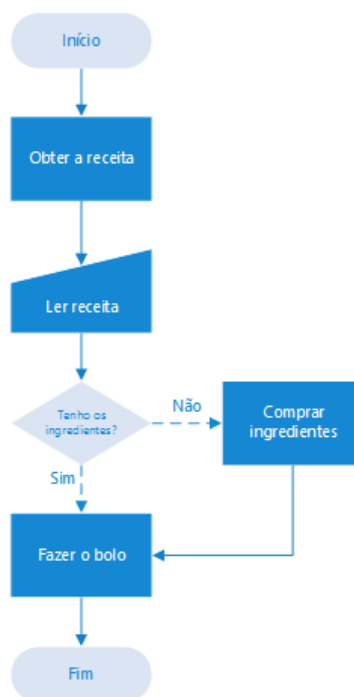 Início
Obter a receita
Ler receita
Tenho os
ingredientes?
Não
Comprar
ingredientes
Sim
Fazer o bolo
Fim